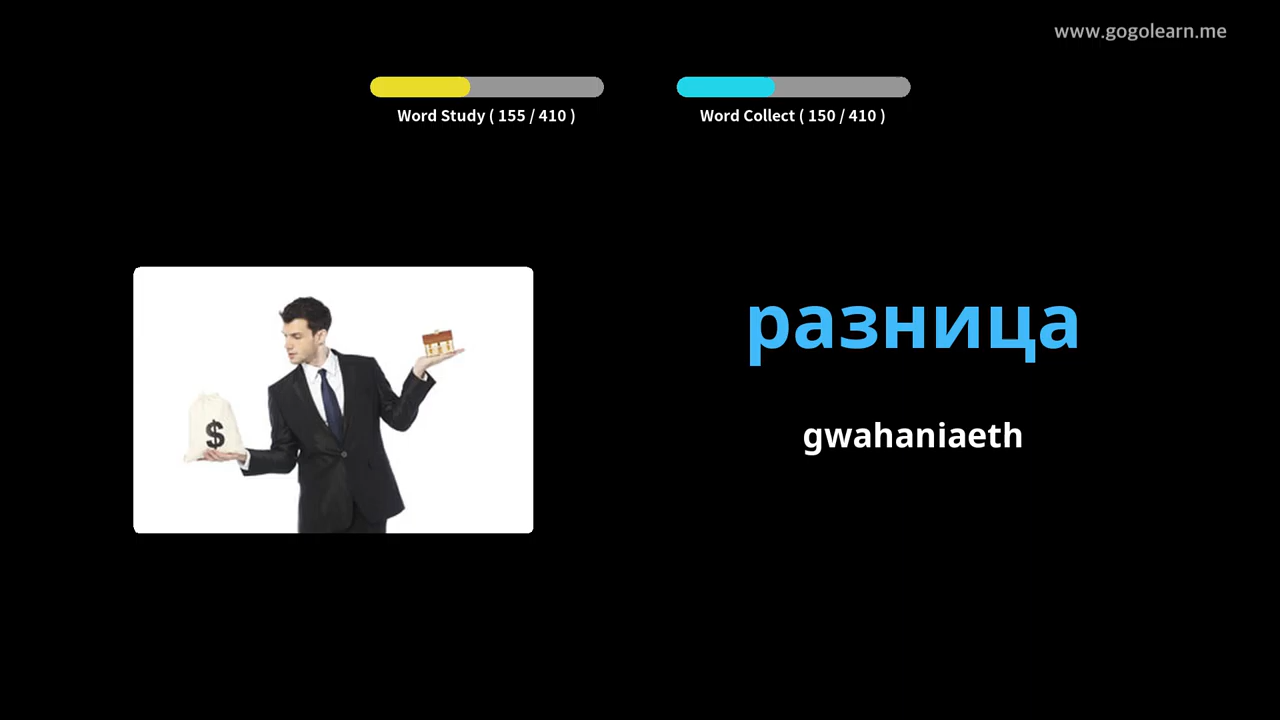 www.gogolearn.me
Word Study ( 155 / 410 )
Word Collect ( 150 / 410 )
$
разница
gwahaniaeth